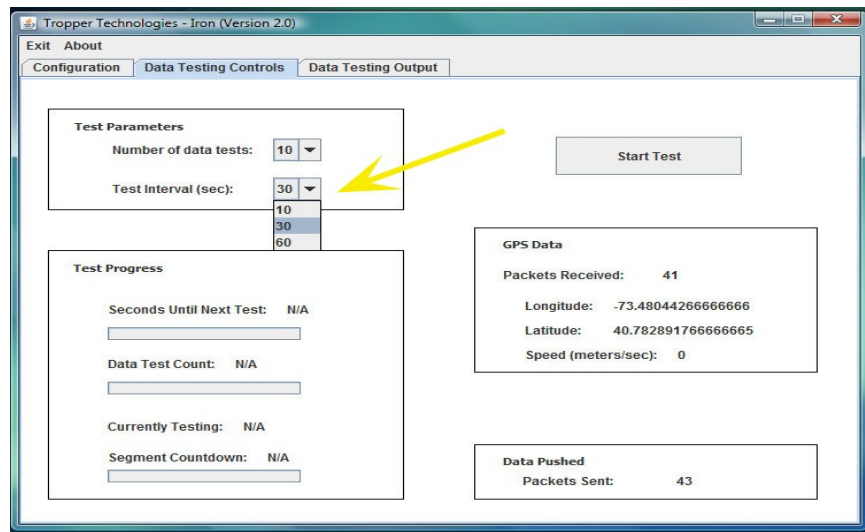 Tropper Technologies - Iron (Version 2.0)
Exit About
Configuration Data Testing Controls Data Testing Output
Test Parameters
Number of data tests: 10
Test Interval (sec): 30
10
30
60
Start Test
Test Progress
Seconds Until Next Test: N/A
Data Test Count: N/A
Currently Testing: N/A
Segment Countdown: N/A
GPS Data
Packets Received: 41
Longitude: -73.48044266666666
Latitude: 40.782891766666665
Speed (meters/sec): 0
Data Pushed
Packets Sent: 43